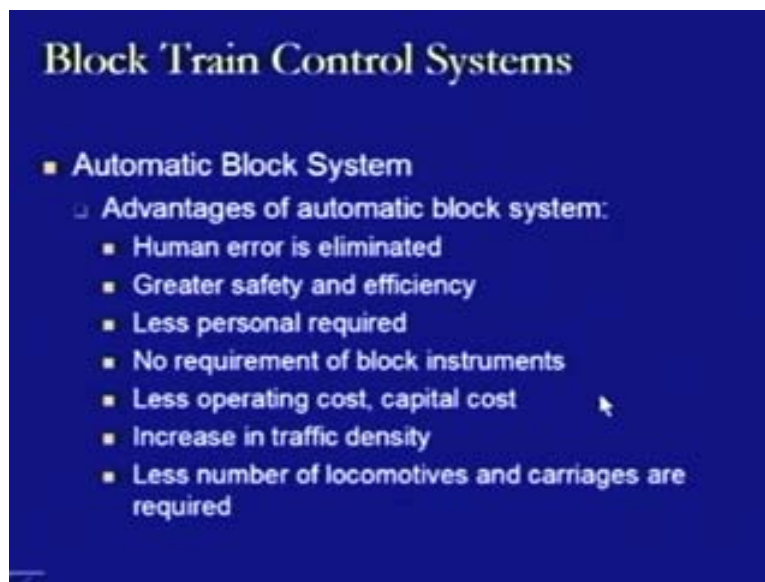 Block Train Control Systems
Automatic Block System
Advantages of automatic block system:
Human error is eliminated
Greater safety and efficiency
Less personal required
No requirement of block instruments
Less operating cost, capital cost
Increase in traffic density
Less number of locomotives and carriages are
required